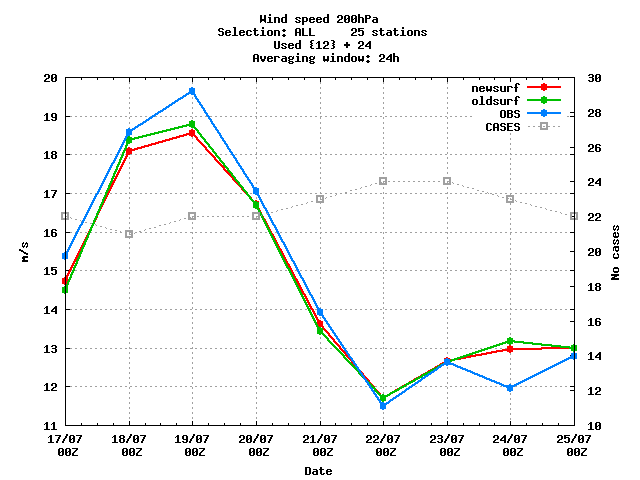 Wind speed 200hPa
Selection: ALL     25 stations
Used {12} + 24
Averaging window: 24h
newsurf
oldsurf
OBS
CASES
20
19
18
17
16
15
14
13
12
11
m/s
30
28
26
24
22
20
18
16
14
12
10
No cases
17/07 18/07 19/07 20/07 21/07 22/07 23/07 24/07 25/07
00Z 00Z 00Z 00Z 00Z 00Z 00Z 00Z 00Z
Date